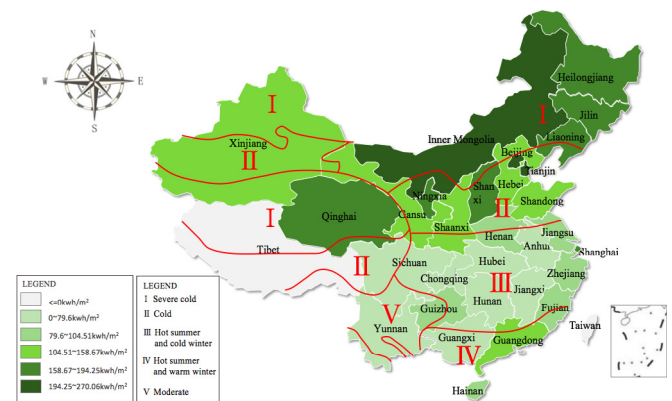 N
W
E
S
Heilongjiang
I
I
Jilin
Inner Mongolia
Liaoning
Xinjiang
Beijing
II
Tianjin
Hebei
Ningxia
Shan
xi
Shandong
I
Qinghai
Gansu
II
Shaanxi
Henan
Jiangsu
Tibet
Anhui
Shanghai
II
Sichuan
Hubei
Zhejiang
Chongqing
III
Jiangxi
Hunan
V
Guizhou
Fujian
Yunnan
Guangxi
Guangdong
Taiwan
IV
Hainan
LEGEND
<=0kwh/m²
0~79.6kwh/m²
79.6~104.51kwh/m²
104.51~158.67kwh/m²
158.67~194.25kwh/m²
194.25~270.06kwh/m²
LEGEND
I Severe cold
II Cold
III Hot summer
and cold winter
IV Hot summer
and warm winter
V Moderate